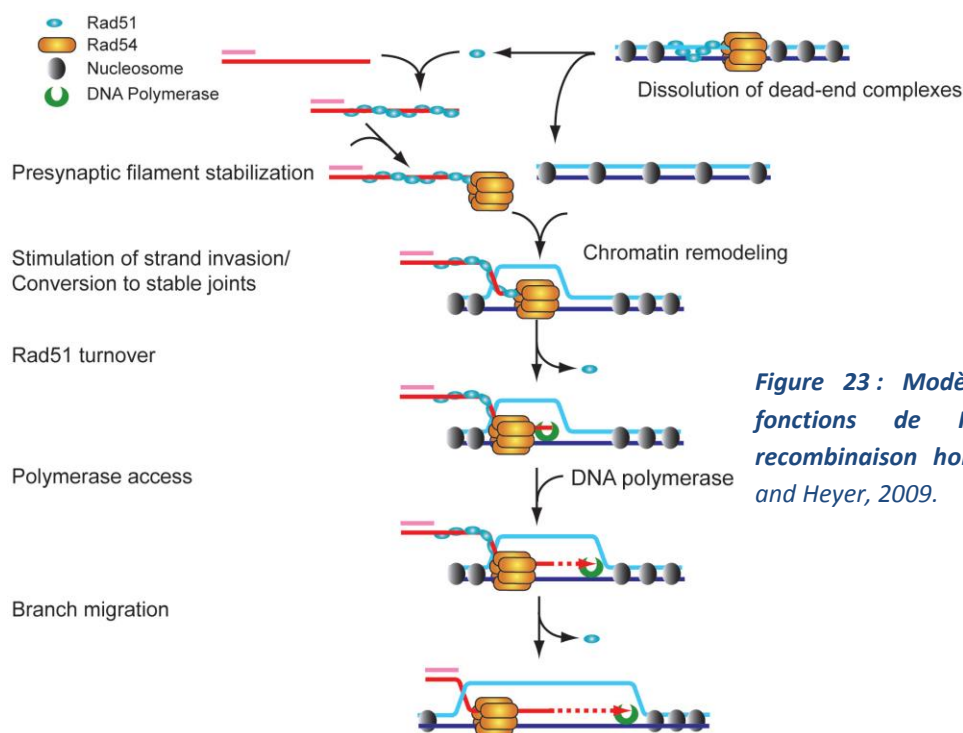 Rad51
Rad54
Nucleosome
DNA Polymerase
Dissolution of dead-end complexes
Presynaptic filament stabilization
Chromatin remodeling
Stimulation of strand invasion/
Conversion to stable joints
Rad51 turnover
Figure 23 : Modè
fonctions de
recombinaison ho
and Heyer, 2009.
Polymerase access
DNA polymerase
Branch migration